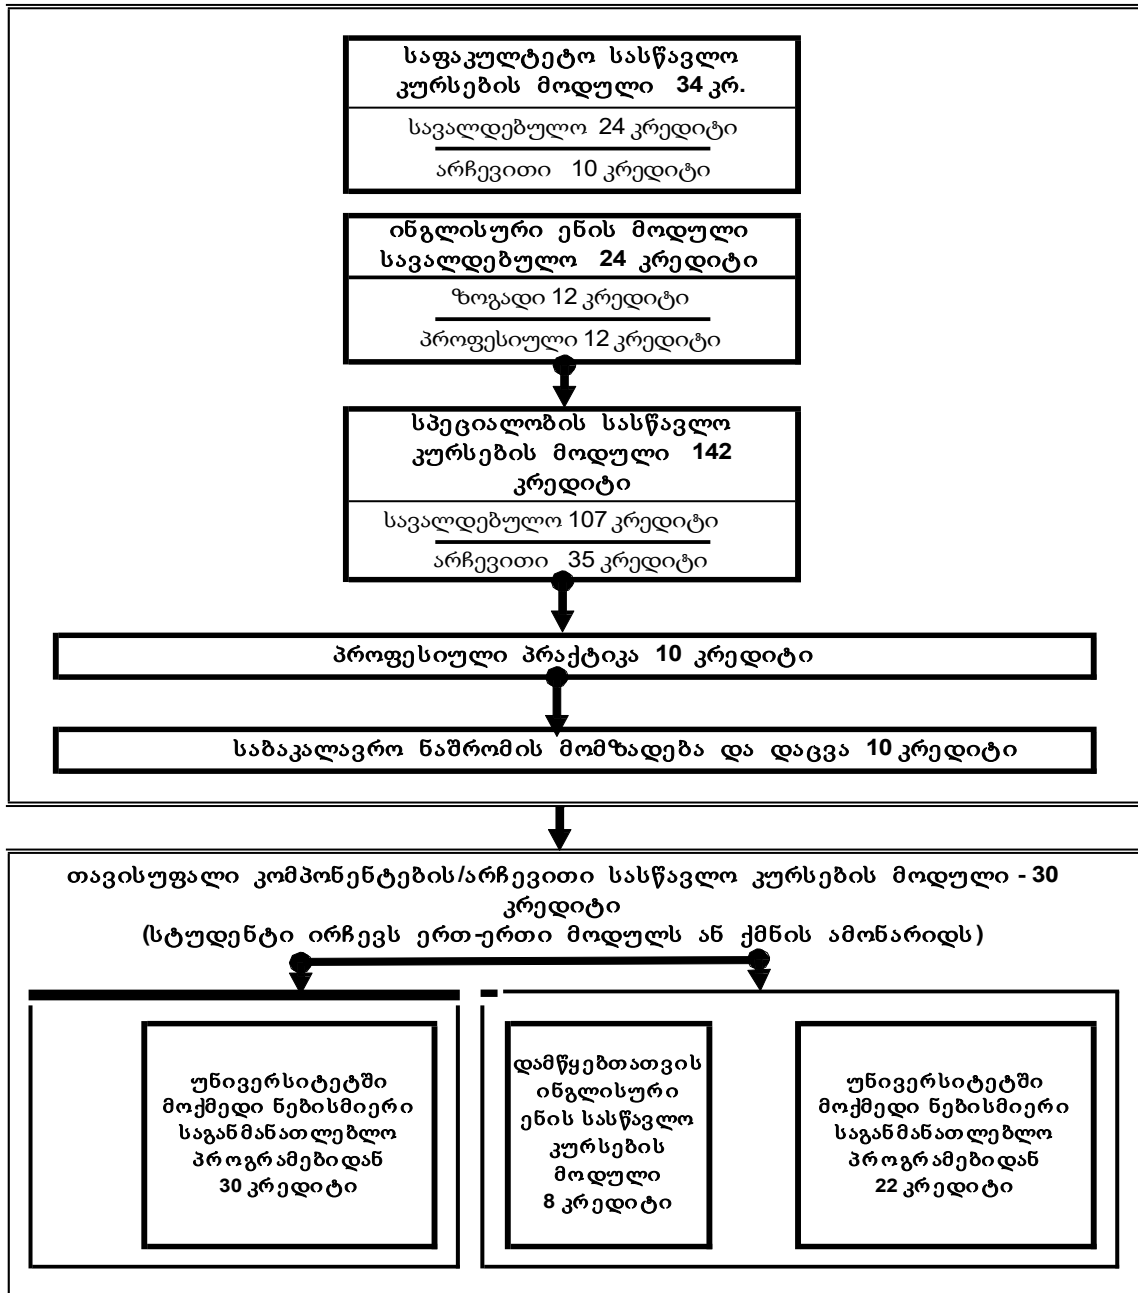 საფაკულტეტო სასწავლო
კურსების მოდული 34 კრ.
სავალდებულო 24 კრედიტი
არჩევითი 10 კრედიტი
ინგლისური ენის მოდული
სავალდებულო 24 კრედიტი
ზოგადი 12 კრედიტი
პროფესიული 12 კრედიტი
სპეციალობის სასწავლო
კურსების მოდული 142
კრედიტი
სავალდებულო 107 კრედიტი
არჩევითი 35 კრედიტი
პროფესიული პრაქტიკა 10 კრედიტი
საბაკალავრო ნაშრომის მომზადება და დაცვა 10 კრედიტი
თავისუფალი კომპონენტების/არჩევითი სასწავლო კურსების მოდული - 30
კრედიტი
(სტუდენტი ირჩევს ერთ-ერთი მოდულს ან ქმნის ამონარიდს)
უნივერსიტეტში
მოქმედი ნებისმიერი
საგანმანათლებლო
პროგრამებიდან
30 კრედიტი
დამწყებთათვის
ინგლისური
ენის სასწავლო
კურსების
მოდული
8 კრედიტი
უნივერსიტეტში
მოქმედი ნებისმიერი
საგანმანათლებლო
პროგრამებიდან
22 კრედიტი